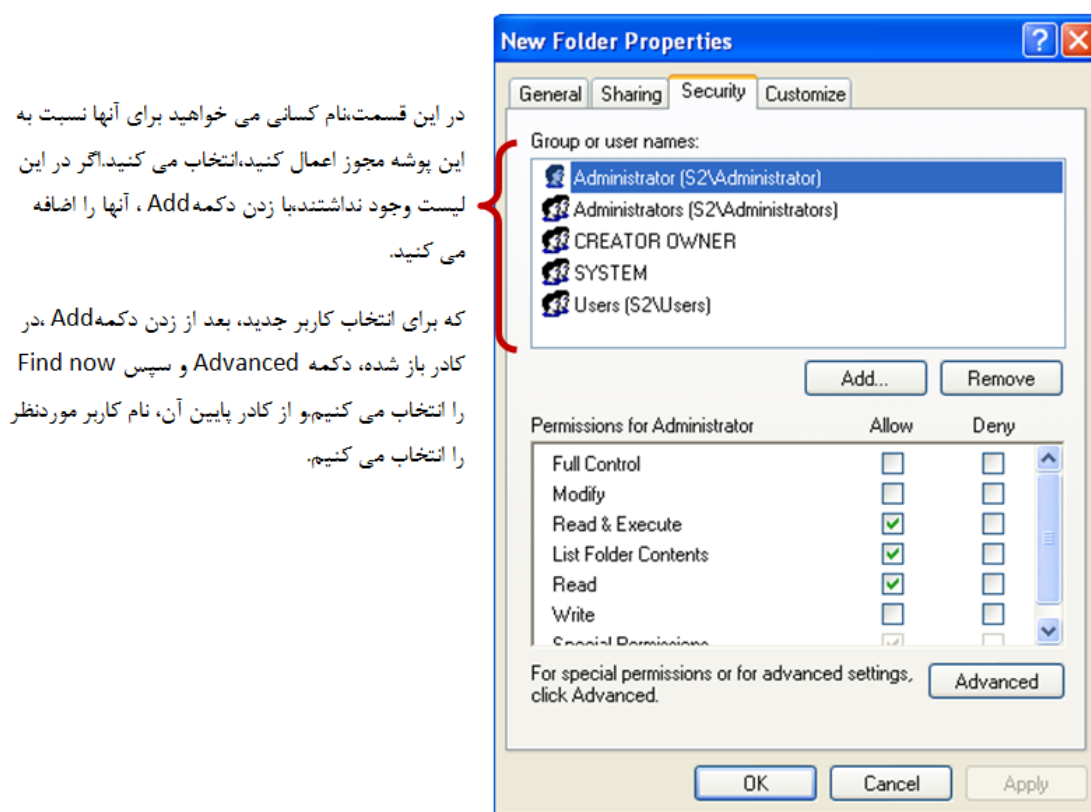 در این قسمت،نام کسانی می خواهید برای آنها نسبت به
این پوشه مجوز اعمال کنید،انتخاب می کنید.اگر در این
لیست وجود نداشتند،با زدن دکمه Add ، آنها را اضافه
می کنید.
که برای انتخاب کاربر جدید، بعد از زدن دکمه Add ،در
کادر باز شده، دکمه Advanced و سپس Find now
را انتخاب می کنیم.و از کادر پایین آن، نام کاربر موردنظر
را انتخاب می کنیم.
New Folder Properties
General Sharing Security Customize
Group or user names:
Administrator (S2\Administrator)
Administrators (S2\Administrators)
CREATOR OWNER
SYSTEM
Users (S2\Users)
Add... Remove
Permissions for Administrator Allow Deny
Full Control
Modify
Read & Execute
List Folder Contents
Read
Write
Special Permissions
For special permissions or for advanced settings,
click Advanced.
Advanced
OK Cancel Apply